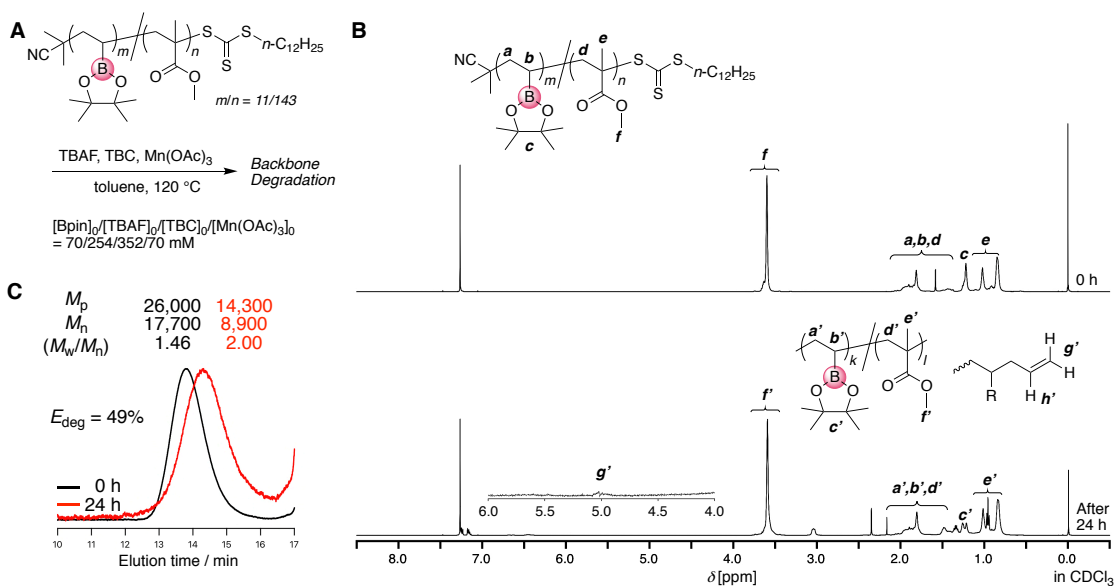 A
NC
m
n
S
S
S
n-C12H25
B
O
O
O
O
m/n = 11/143
TBAF, TBC, Mn(OAc)3
toluene, 120 °C
Backbone
Degradation
[Bpin]0/[TBAF]0/[TBC]0/[Mn(OAc)3]0
= 70/254/352/70 mM
C
Mp 26,000 14,300
Mn 17,700 8,900
(Mw/Mn) 1.46 2.00
Edeg = 49%
0 h
24 h
10 11 12 13 14 15 16 17
Elution time / min
B
NC
a
b
m
d
e
n
S
S
S
n-C12H25
B
O
O
O
O
c
f
f
a,b,d
c
e
0 h
a'
b'
k
d'
e'
l
B
O
O
O
O
c'
f'
R
H
H
H
g'
h'
f'
g'
6.0 5.5 5.0 4.5 4.0
a',b',d'
c'
e'
After
24 h
8.0 7.0 6.0 5.0 4.0 3.0 2.0 1.0 0.0
δ [ppm]
in CDCl3